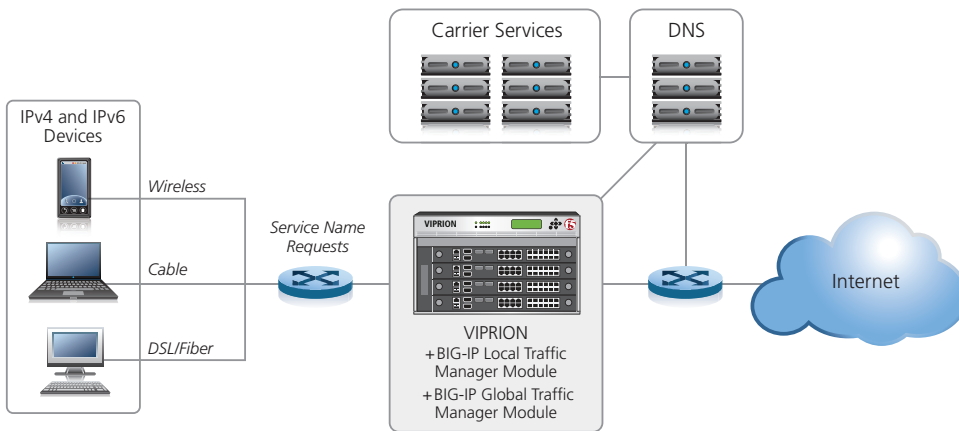 Carrier Services
DNS
IPv4 and IPv6
Devices
Wireless
Service Name
Requests
Cable
DSL/Fiber
VIPRION
f5
VIPRION
+BIG-IP Local Traffic
Manager Module
+BIG-IP Global Traffic
Manager Module
Internet